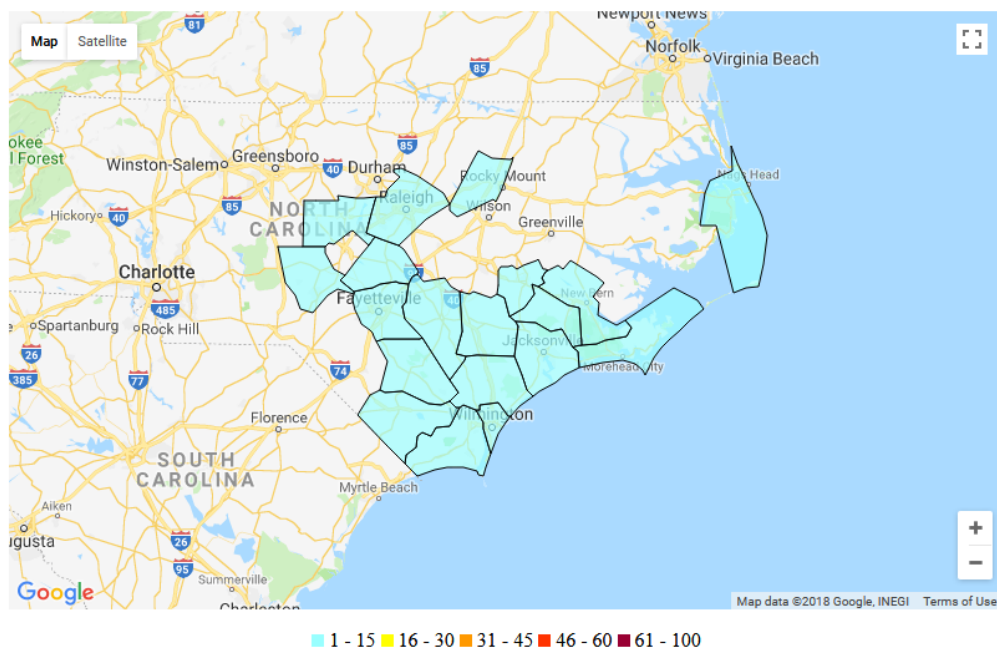 Map Satellite
Newport News
81
Norfolk
Virginia Beach
85
okee
l Forest
85
Winston-Salem
Greensboro
40
Durham
Rocky Mount
Nags Head
Raleigh
Hickory
40
85
NORTH
CAROLINA
Wilson
Greenville
Charlotte
485
Fayetteville
40
New Bern
Spartanburg
Rock Hill
Jacksonville
26
74
Morehead City
385
77
Florence
Wilmington
SOUTH
CAROLINA
Myrtle Beach
Aiken
ugusta
26
95
Summerville
Charleston
Google
Map data ©2018 Google, INEGI Terms of Use
1 - 15 16 - 30 31 - 45 46 - 60 61 - 100